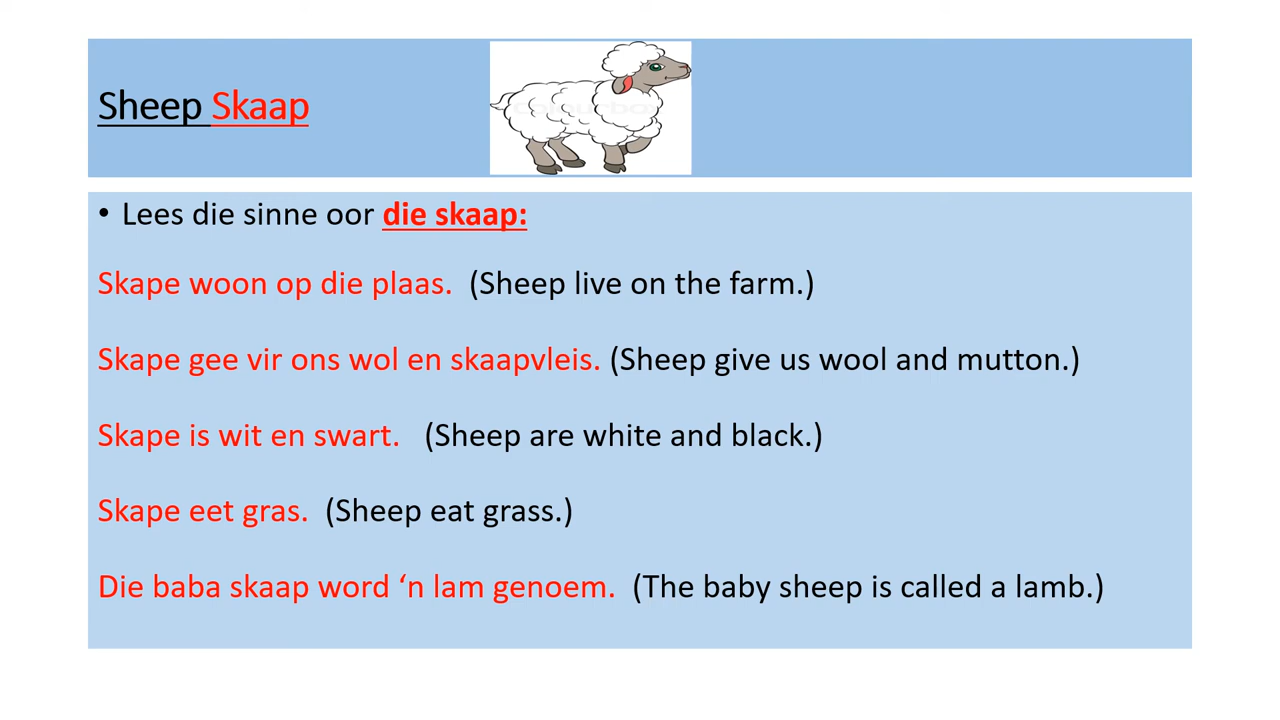 Sheep Skaap
colourbox
• Lees die sinne oor die skaap:
Skape woon op die plaas. (Sheep live on the farm.)
Skape gee vir ons wol en skaapvleis. (Sheep give us wool and mutton.)
Skape is wit en swart. (Sheep are white and black.)
Skape eet gras. (Sheep eat grass.)
Die baba skaap word ‘n lam genoem. (The baby sheep is called a lamb.)